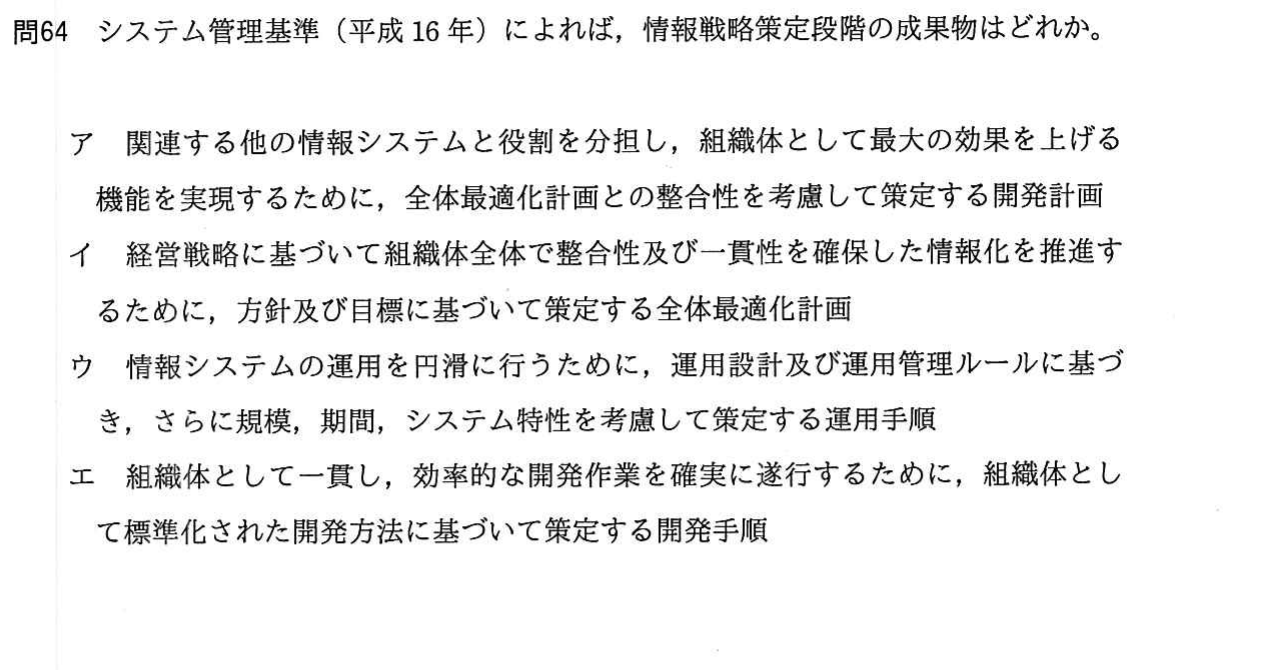 問64 システム管理基準（平成 16 年）によれば，情報戦略策定段階の成果物はどれか。
ア 関連する他の情報システムと役割を分担し，組織体として最大の効果を上げる
機能を実現するために，全体最適化計画との整合性を考慮して策定する開発計画
イ 経営戦略に基づいて組織体全体で整合性及び一貫性を確保した情報化を推進す
るために，方針及び目標に基づいて策定する全体最適化計画
ウ 情報システムの運用を円滑に行うために，運用設計及び運用管理ルールに基づ
き，さらに規模，期間，システム特性を考慮して策定する運用手順
エ 組織体として一貫し，効率的な開発作業を確実に遂行するために，組織体とし
て標準化された開発方法に基づいて策定する開発手順